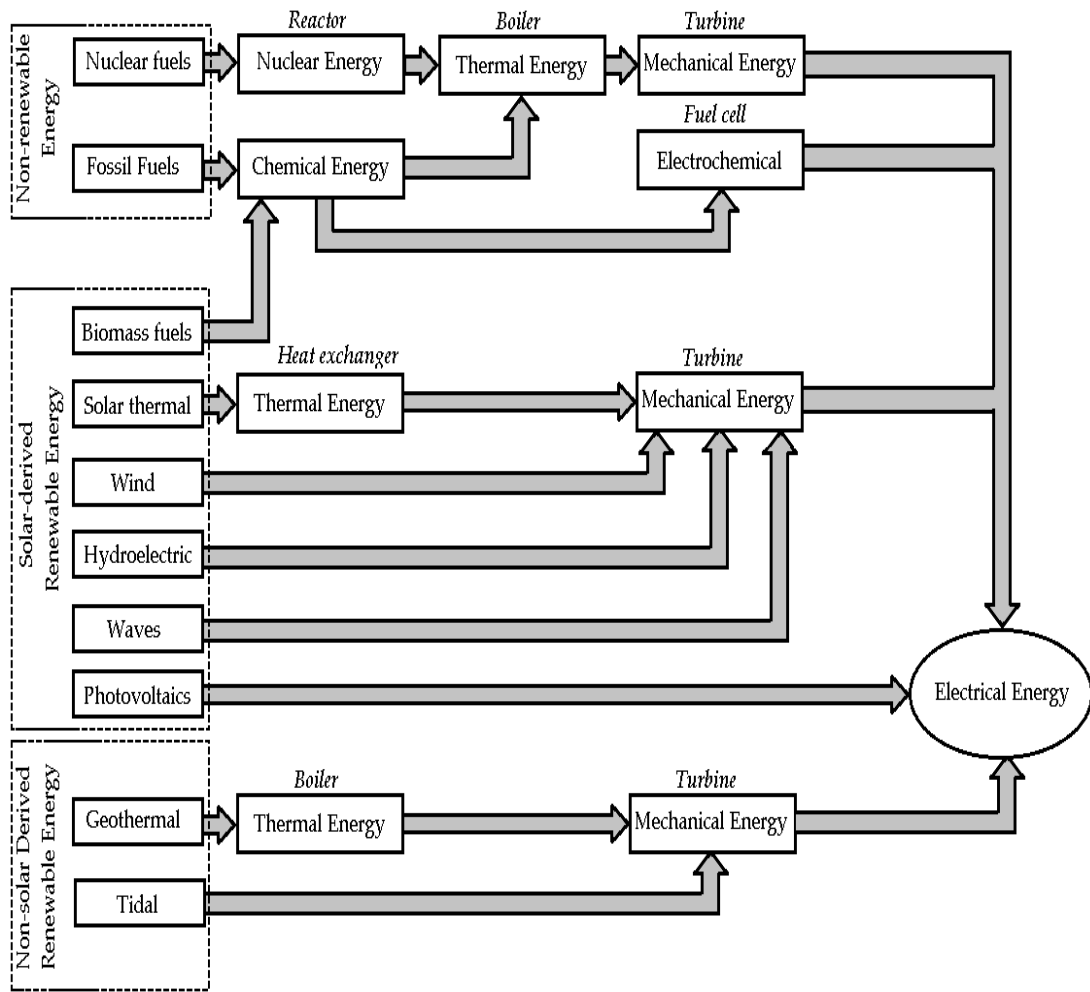 Non-renewable
Energy
Reactor
Boiler
Turbine
Nuclear fuels
Nuclear Energy
Thermal Energy
Mechanical Energy
Fuel cell
Fossil Fuels
Chemical Energy
Electrochemical
Solar-derived
Renewable Energy
Biomass fuels
Heat exchanger
Turbine
Solar thermal
Thermal Energy
Mechanical Energy
Wind
Hydroelectric
Waves
Photovoltaics
Electrical Energy
Non-solar Derived
Renewable Energy
Boiler
Turbine
Geothermal
Thermal Energy
Mechanical Energy
Tidal